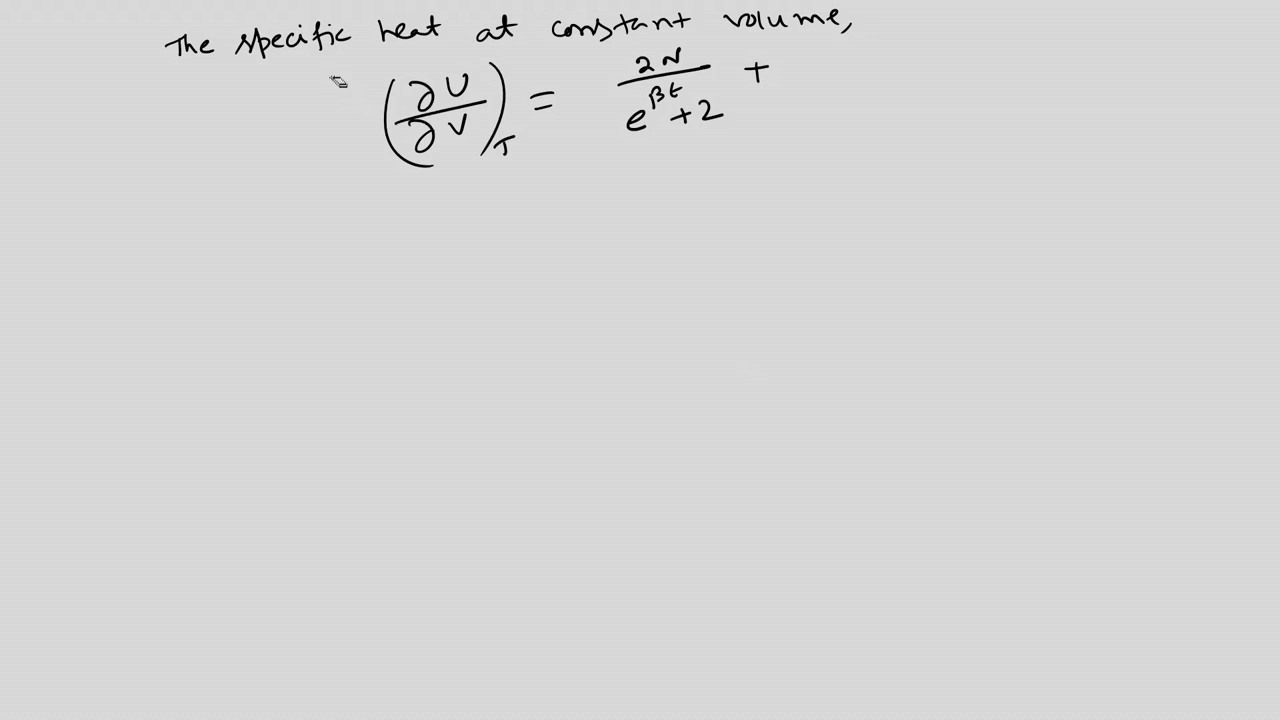 The specific heat at constant volume,
(∂U/∂V)_T = 2N/(e^{βε}+2) +